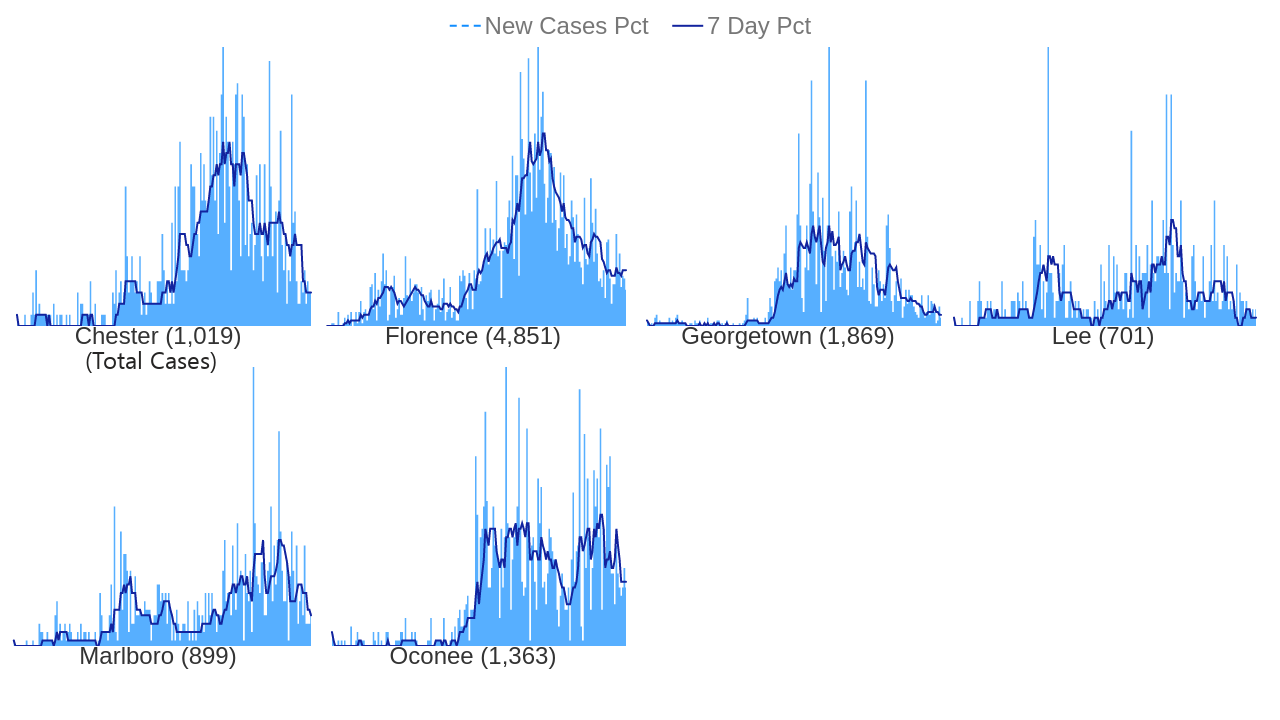 New Cases Pct 7 Day Pct
Chester (1,019) Florence (4,851) Georgetown (1,869) Lee (701)
(Total Cases)
Marlboro (899) Oconee (1,363)